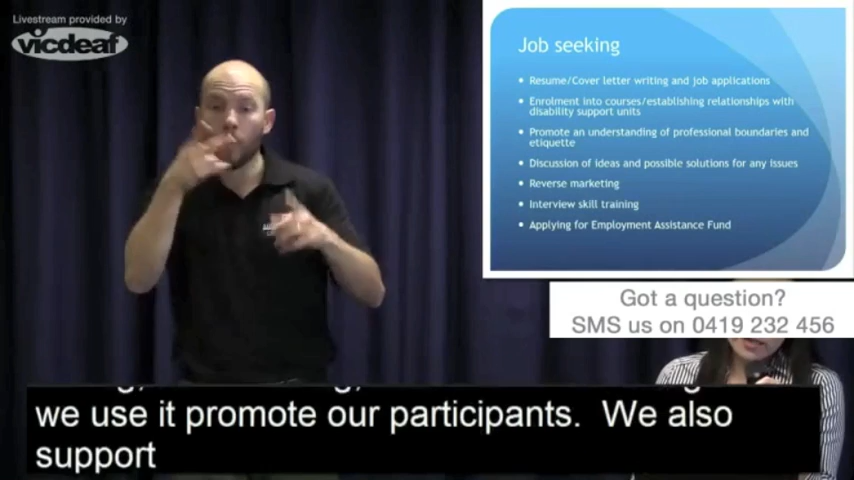 Livestream provided by
vicdeaf
Job seeking
• Resume/Cover letter writing and job applications
• Enrolment into courses/establishing relationships with
disability support units
• Promote an understanding of professional boundaries and
etiquette
• Discussion of ideas and possible solutions for any issues
• Reverse marketing
• Interview skill training
• Applying for Employment Assistance Fund
Got a question?
SMS us on 0419 232 456
we use it promote our participants. We also
support